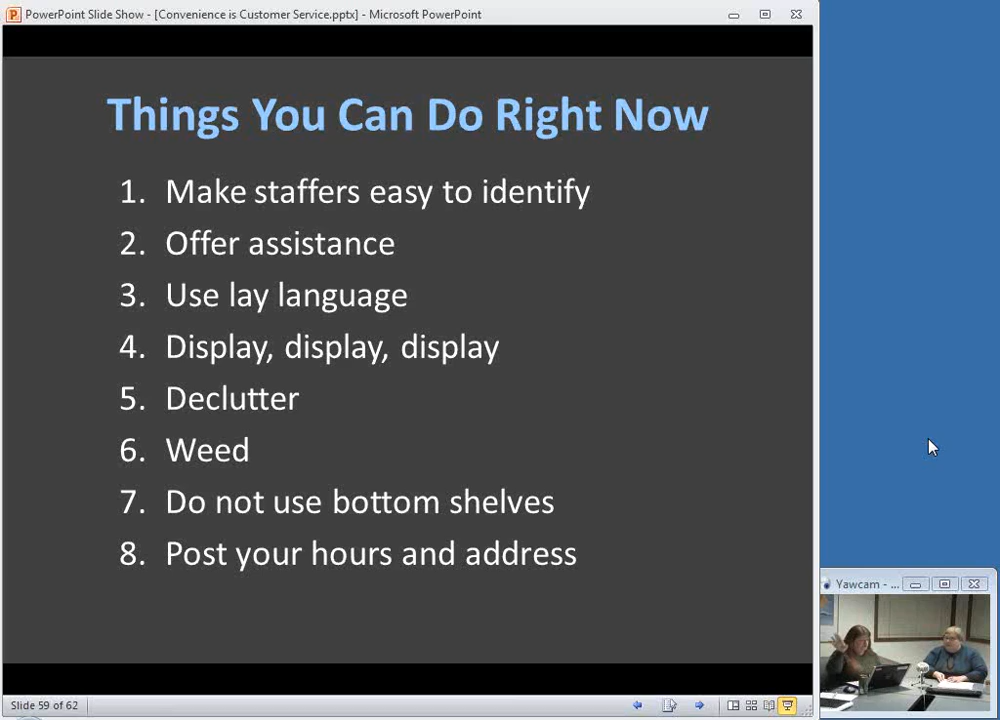 PowerPoint Slide Show - [Convenience is Customer Service.pptx] - Microsoft PowerPoint
Things You Can Do Right Now
1. Make staffers easy to identify
2. Offer assistance
3. Use lay language
4. Display, display, display
5. Declutter
6. Weed
7. Do not use bottom shelves
8. Post your hours and address
Yawcam - ...
Slide 59 of 62